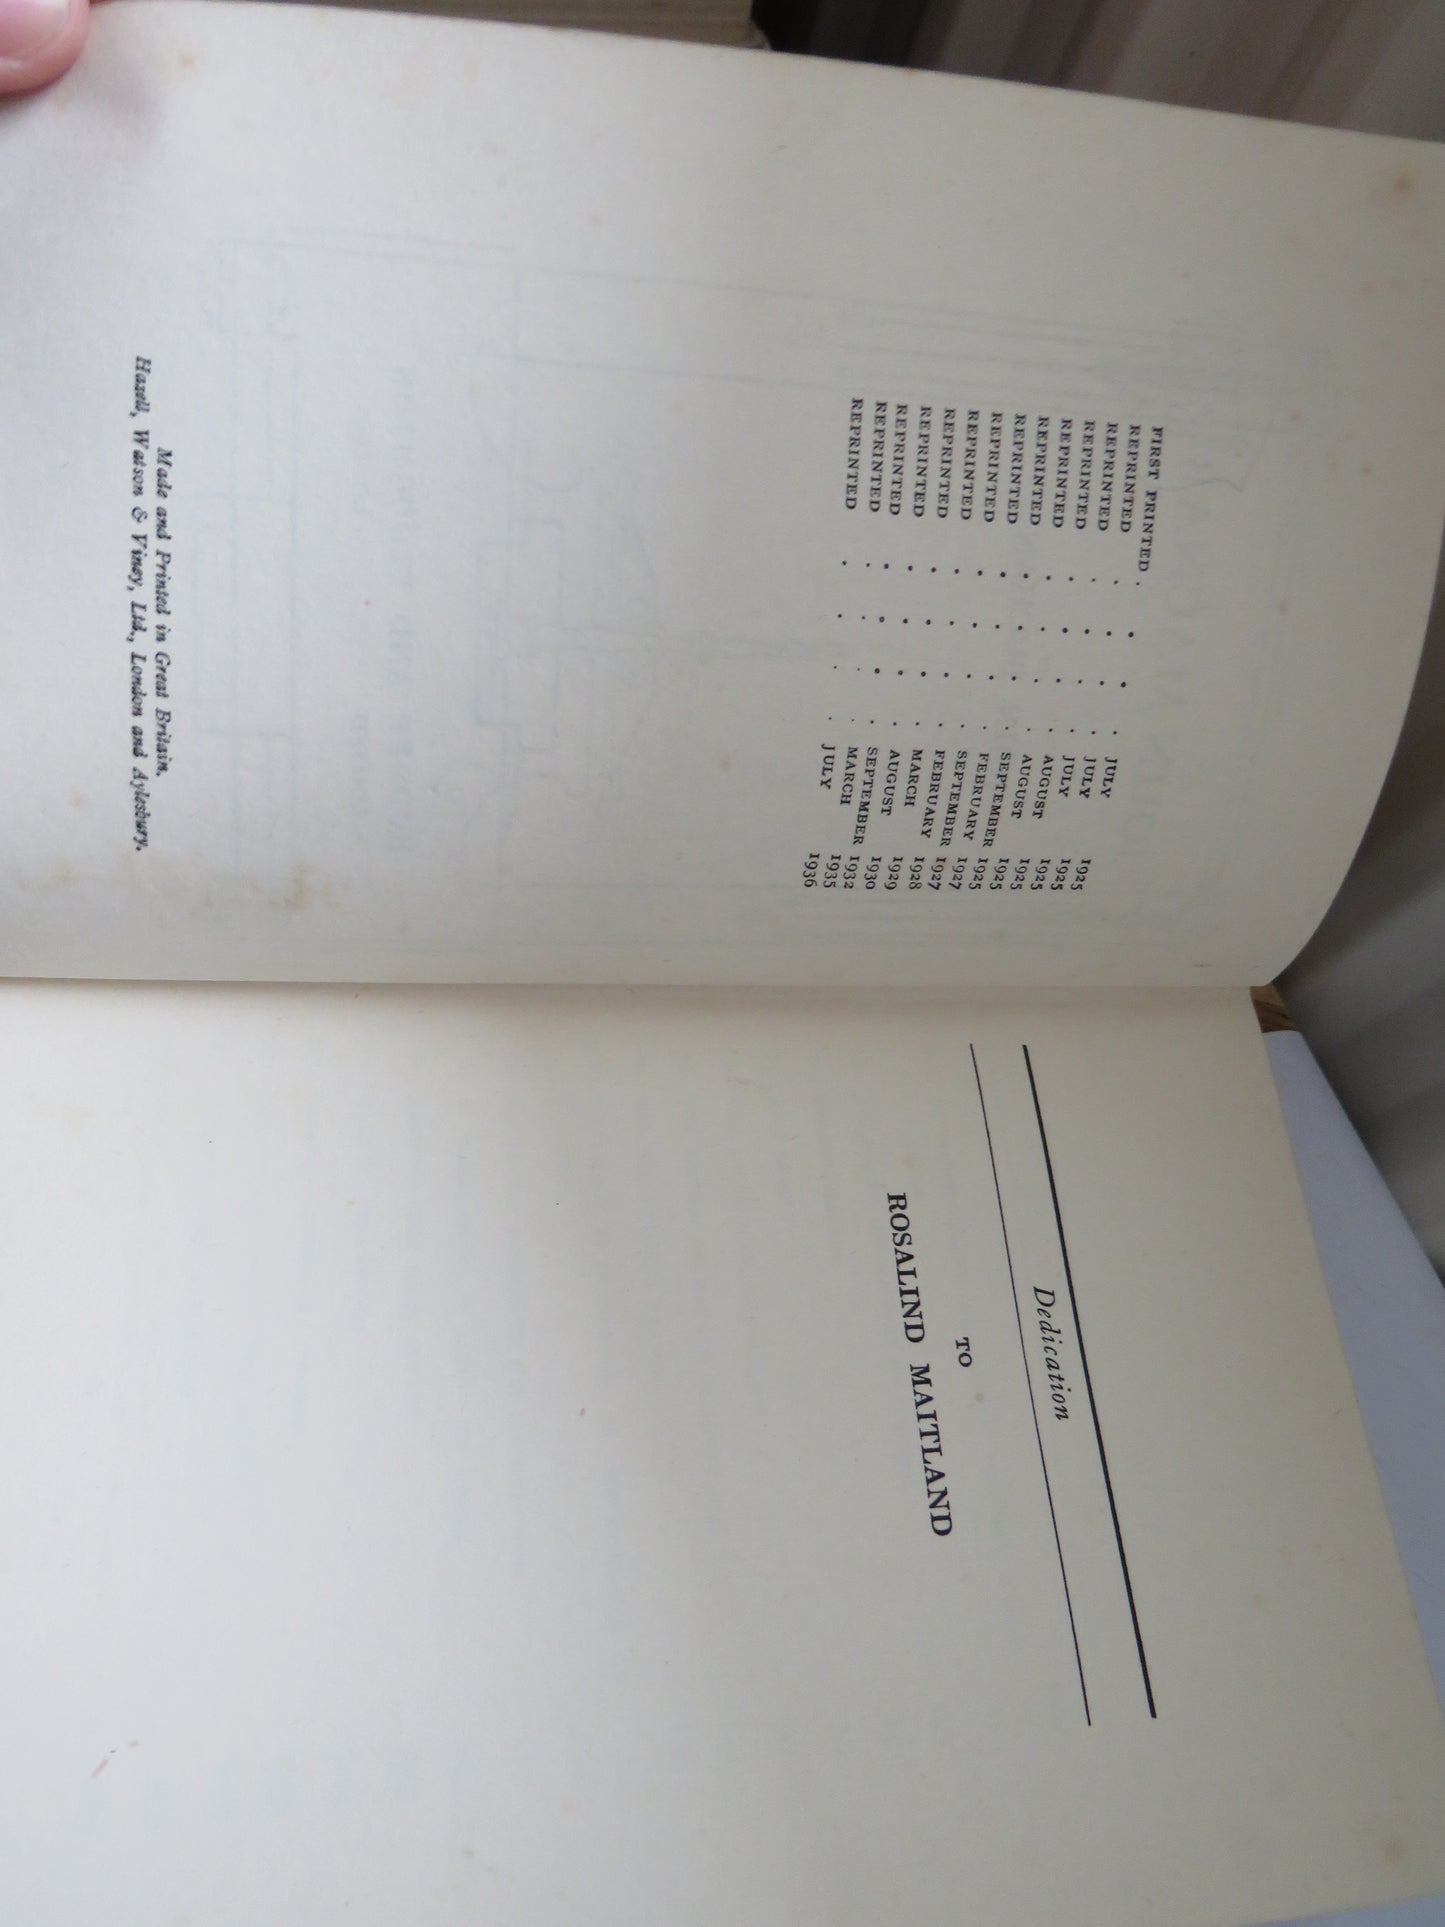 FIRST PRINTED . . . . JULY 1925
REPRINTED . . . . JULY 1925
REPRINTED . . . . JULY 1925
REPRINTED . . . . AUGUST 1925
REPRINTED . . . . AUGUST 1925
REPRINTED . . . . SEPTEMBER 1925
REPRINTED . . . . FEBRUARY 1927
REPRINTED . . . . SEPTEMBER 1927
REPRINTED . . . . FEBRUARY 1928
REPRINTED . . . . MARCH 1929
REPRINTED . . . . AUGUST 1930
REPRINTED . . . . SEPTEMBER 1932
REPRINTED . . . . MARCH 1935
REPRINTED . . . . JULY 1936
Made and Printed in Great Britain.
Hazell, Watson & Viney, Ltd., London and Aylesbury.
Dedication
TO
ROSALIND MAITLAND